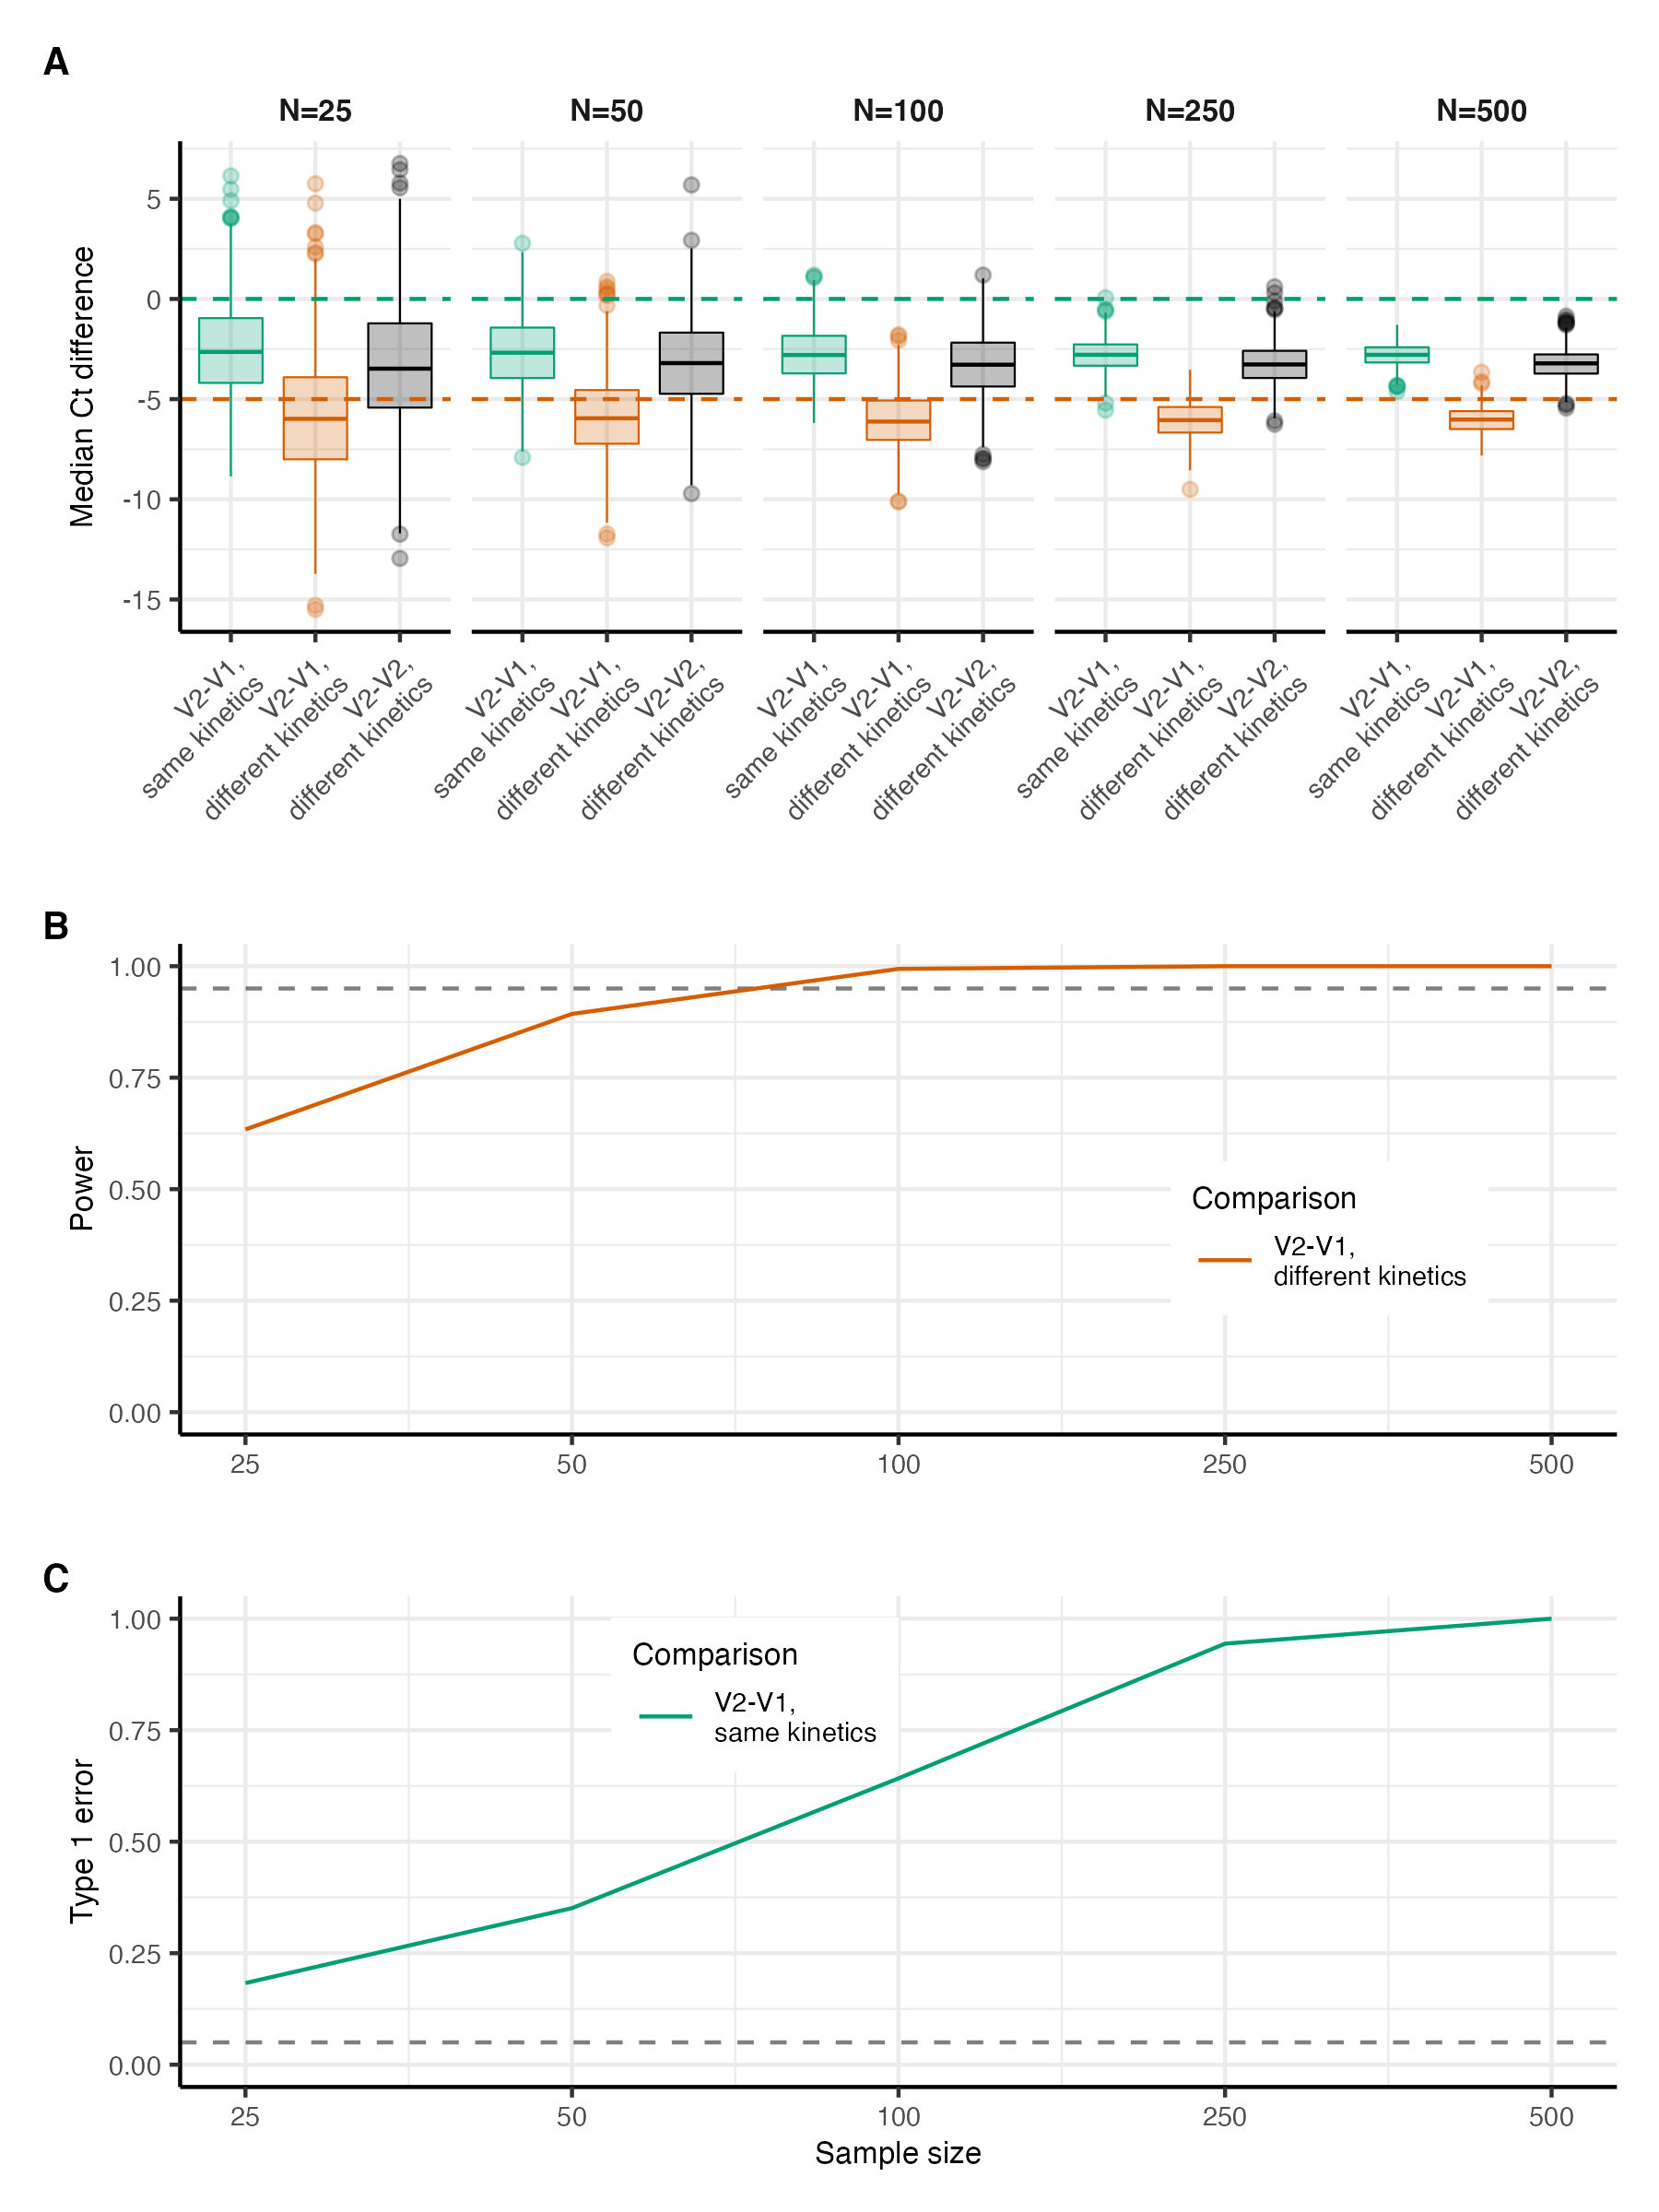 A
N=25 N=50 N=100 N=250 N=500
Median Ct difference
5
0
-5
-10
-15
V2-V1,
same kinetics
V2-V1,
different kinetics
V2-V2,
different kinetics
V2-V1,
same kinetics
V2-V1,
different kinetics
V2-V2,
different kinetics
V2-V1,
same kinetics
V2-V1,
different kinetics
V2-V2,
different kinetics
V2-V1,
same kinetics
V2-V1,
different kinetics
V2-V2,
different kinetics
V2-V1,
same kinetics
V2-V1,
different kinetics
V2-V2,
different kinetics
B
Power
1.00
0.75
0.50
0.25
0.00
Comparison
V2-V1,
different kinetics
25 50 100 250 500
C
Type 1 error
1.00
0.75
0.50
0.25
0.00
Comparison
V2-V1,
same kinetics
25 50 100 250 500
Sample size